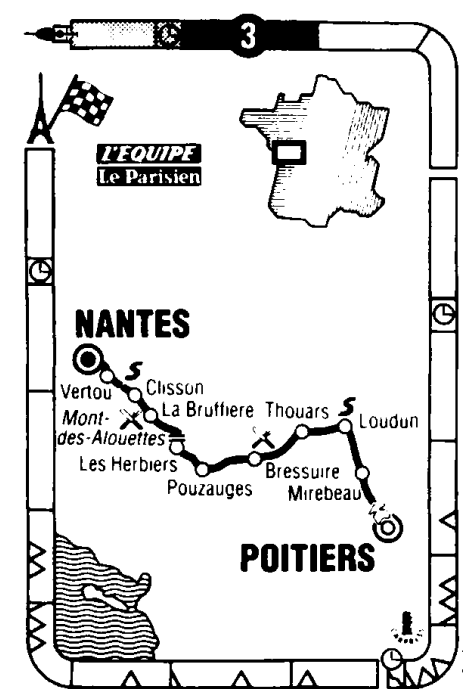 3
L'EQUIPE
Le Parisien
NANTES
S
Vertou
Clisson
La Bruffiere
Thouars
S
Loudun
Mont-
des-Alouettes
Les Herbiers
Bressuire
Pouzauges
Mirebeau
POITIERS